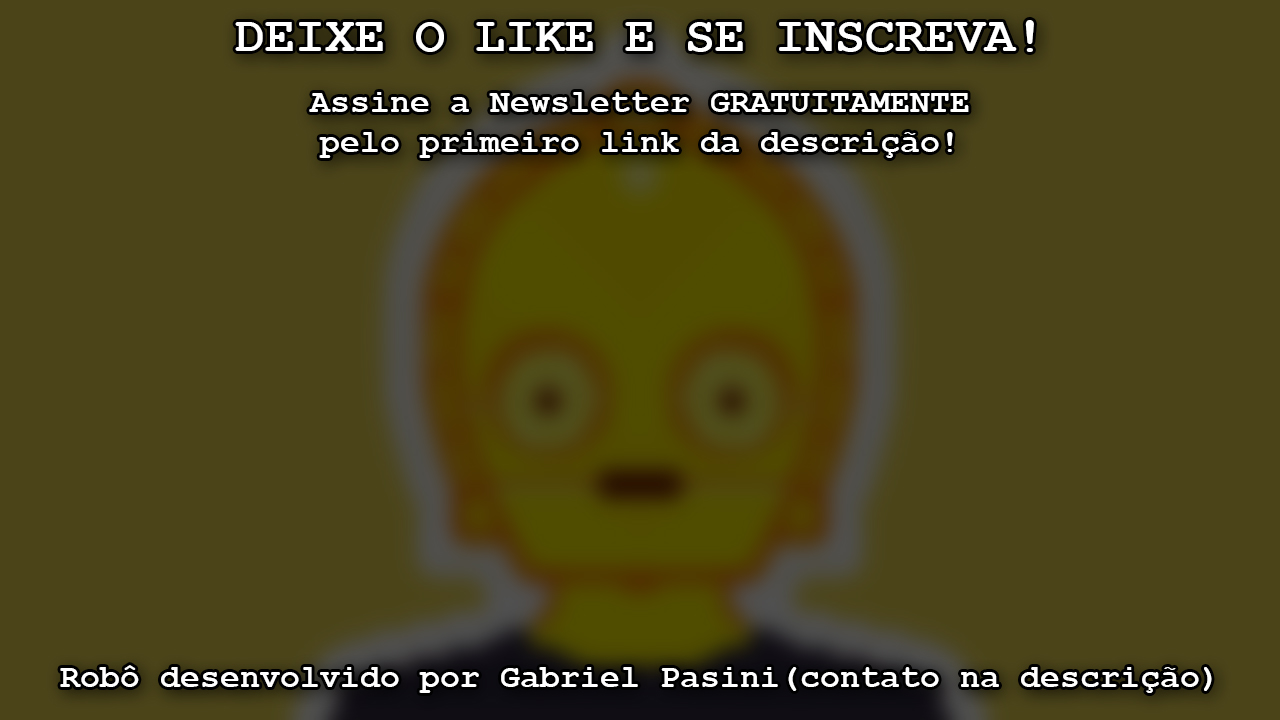 DEIXE O LIKE E SE INSCREVA!
Assine a Newsletter GRATUITAMENTE
pelo primeiro link da descrição!
Robô desenvolvido por Gabriel Pasini(contato na descrição)